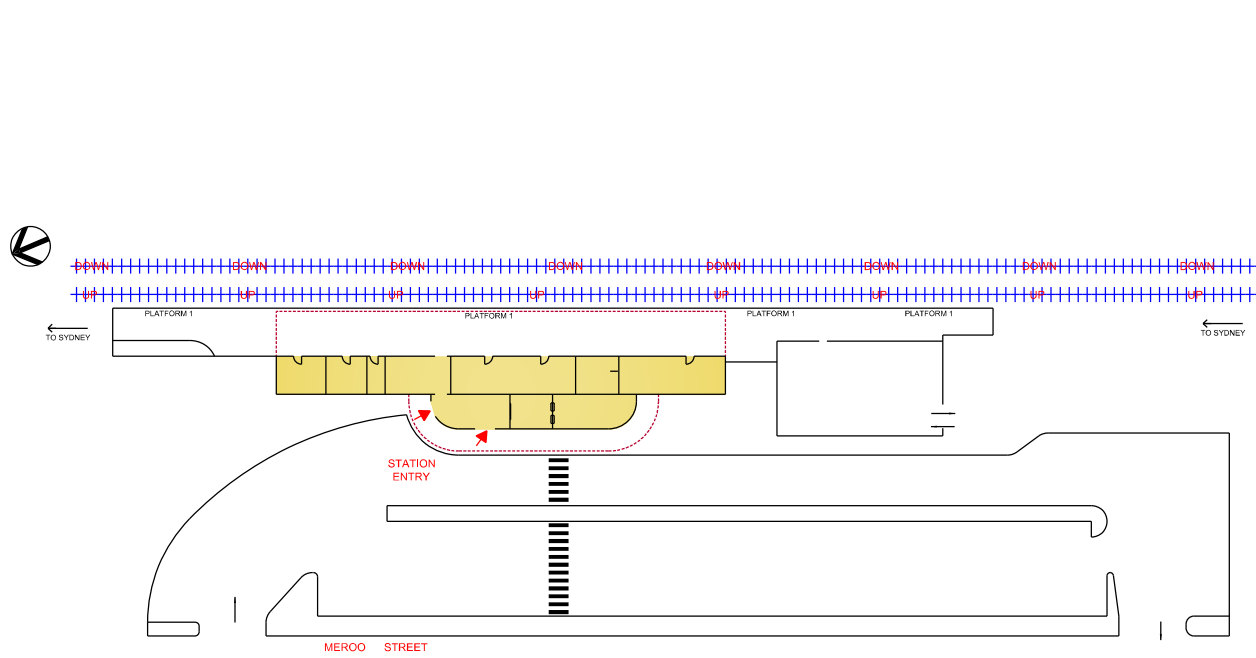 DOWN DOWN DOWN DOWN DOWN DOWN DOWN DOWN
UP UP UP UP UP UP UP UP
PLATFORM 1 PLATFORM 1 PLATFORM 1 PLATFORM 1
TO SYDNEY TO SYDNEY
STATION
ENTRY
MEROO STREET